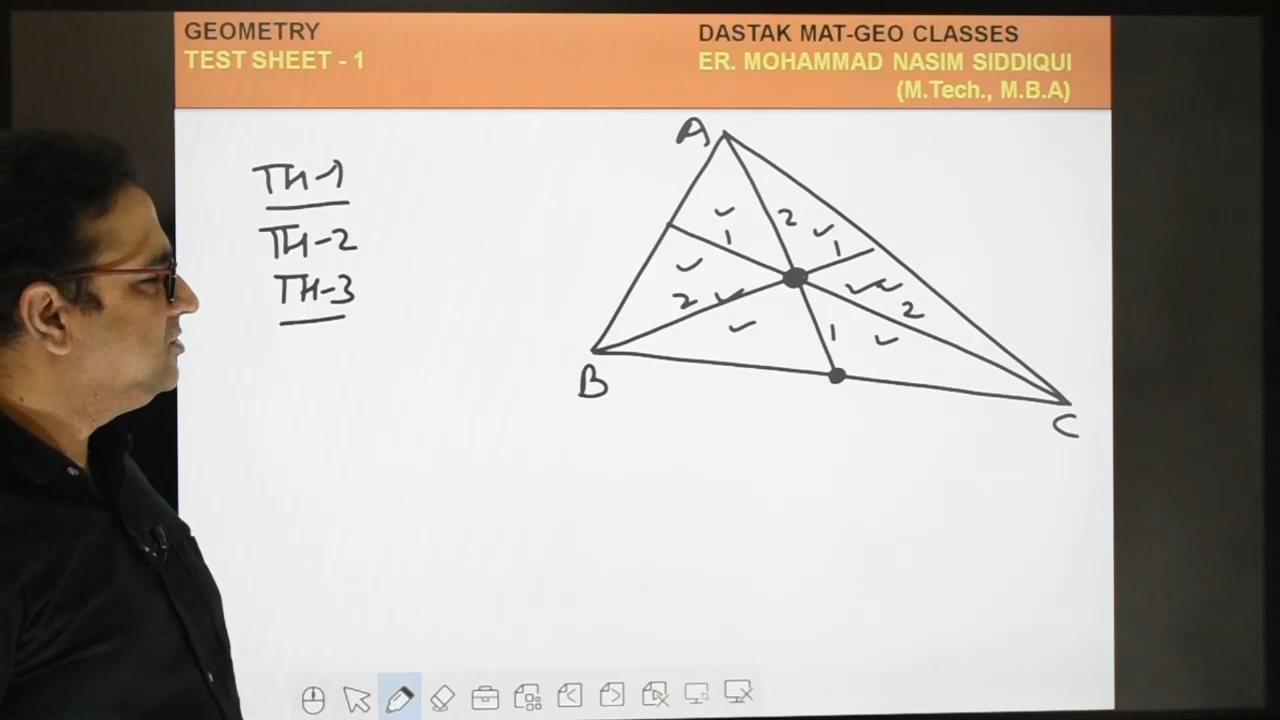 GEOMETRY
TEST SHEET - 1
DASTAK MAT-GEO CLASSES
ER. MOHAMMAD NASIM SIDDIQUI
(M.Tech., M.B.A)
TH-1
TH-2
TH-3
A
2
1
1
2
2
1
B
C